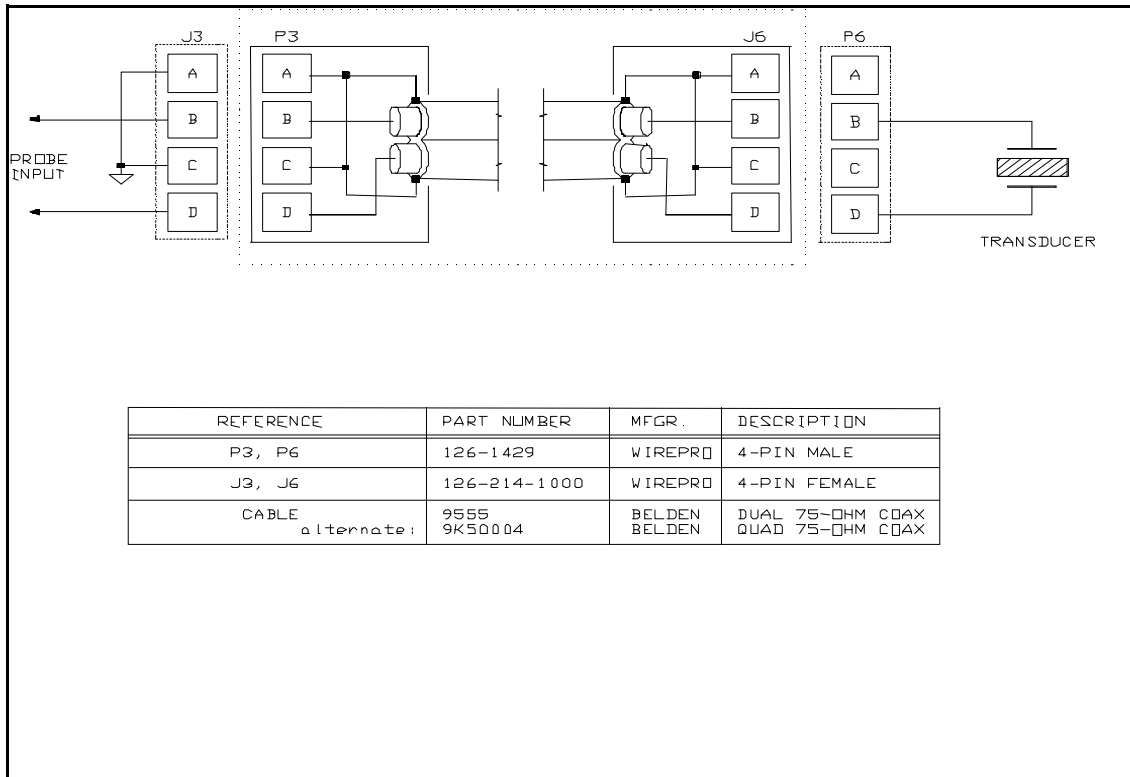 J3 P3 J6 P6
A A A A
B B B B
PROBE
INPUT
C C C C
D D D D
TRANSDUCER
REFERENCE PART NUMBER MFGR. DESCRIPTION
P3, P6 126-1429 WIREPRO 4-PIN MALE
J3, J6 126-214-1000 WIREPRO 4-PIN FEMALE
CABLE 9555 BELDEN DUAL 75-OHM COAX
alternate: 9K50004 BELDEN QUAD 75-OHM COAX